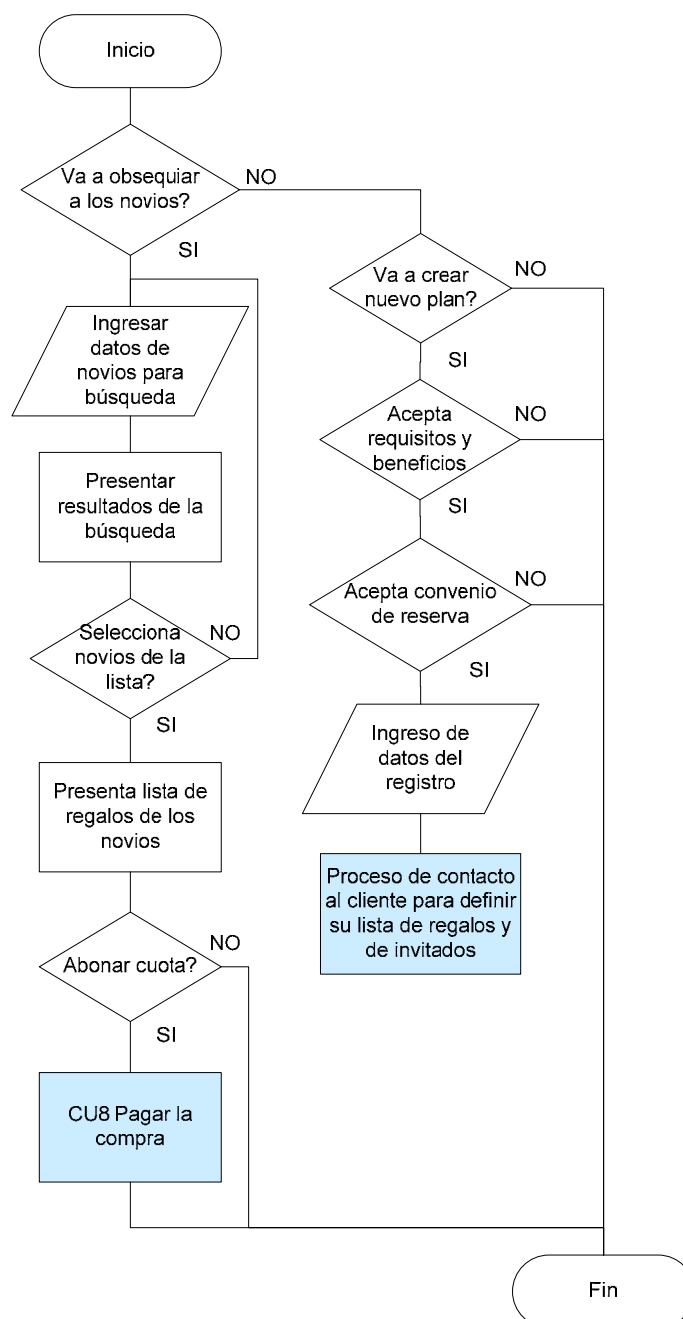 Inicio
Va a obsequiar
a los novios?
NO
SI
Ingresar
datos de
novios para
búsqueda
Presentar
resultados de la
búsqueda
Selecciona
novios de la
lista?
NO
SI
Presenta lista de
regalos de los
novios
Abonar cuota?
NO
SI
CU8 Pagar la
compra
Va a crear
nuevo plan?
NO
SI
Acepta
requisitos y
beneficios
NO
SI
Acepta convenio
de reserva
NO
SI
Ingreso de
datos del
registro
Proceso de contacto
al cliente para definir
su lista de regalos y
de invitados
Fin